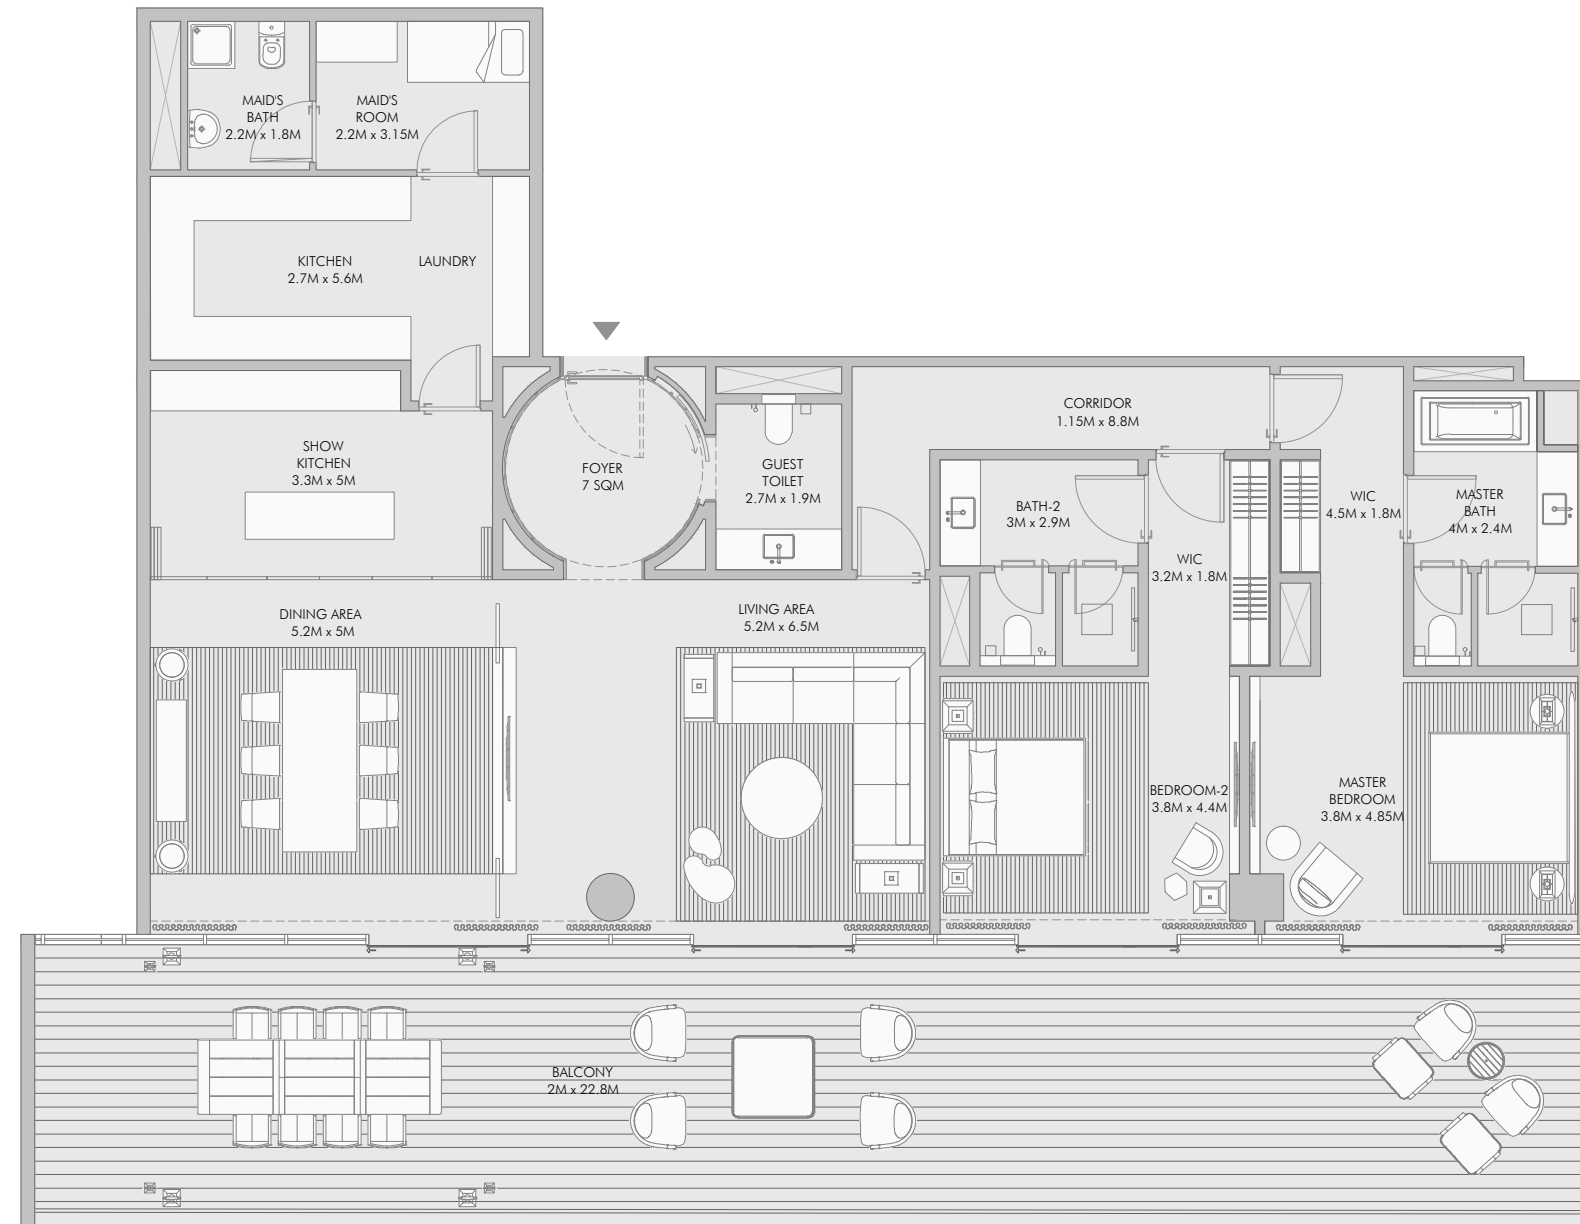 MAID'S
BATH
2.2M x 1.8M
MAID'S
ROOM
2.2M x 3.15M
KITCHEN
2.7M x 5.6M
LAUNDRY
SHOW
KITCHEN
3.3M x 5M
FOYER
7 SQM
GUEST
TOILET
2.7M x 1.9M
CORRIDOR
1.15M x 8.8M
BATH-2
3M x 2.9M
WIC
3.2M x 1.8M
WIC
4.5M x 1.8M
MASTER
BATH
4M x 2.4M
DINING AREA
5.2M x 5M
LIVING AREA
5.2M x 6.5M
BEDROOM-2
3.8M x 4.4M
MASTER
BEDROOM
3.8M x 4.85M
BALCONY
2M x 22.8M